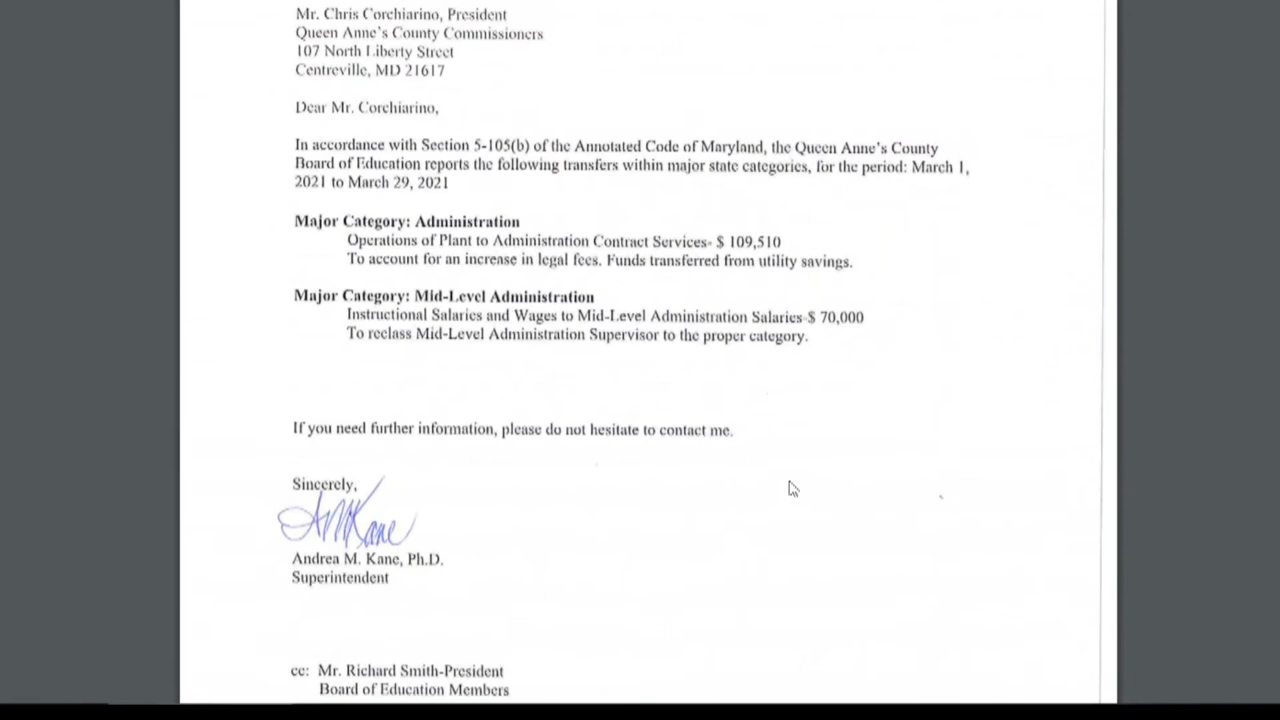 Mr. Chris Corchiarino, President
Queen Anne's County Commissioners
107 North Liberty Street
Centreville, MD 21617
Dear Mr. Corchiarino,
In accordance with Section 5-105(b) of the Annotated Code of Maryland, the Queen Anne's County
Board of Education reports the following transfers within major state categories, for the period: March 1,
2021 to March 29, 2021
Major Category: Administration
Operations of Plant to Administration Contract Services- $ 109,510
To account for an increase in legal fees. Funds transferred from utility savings.
Major Category: Mid-Level Administration
Instructional Salaries and Wages to Mid-Level Administration Salaries-$ 70,000
To reclass Mid-Level Administration Supervisor to the proper category.
If you need further information, please do not hesitate to contact me.
Sincerely,
AMKane
Andrea M. Kane, Ph.D.
Superintendent
cc: Mr. Richard Smith-President
Board of Education Members